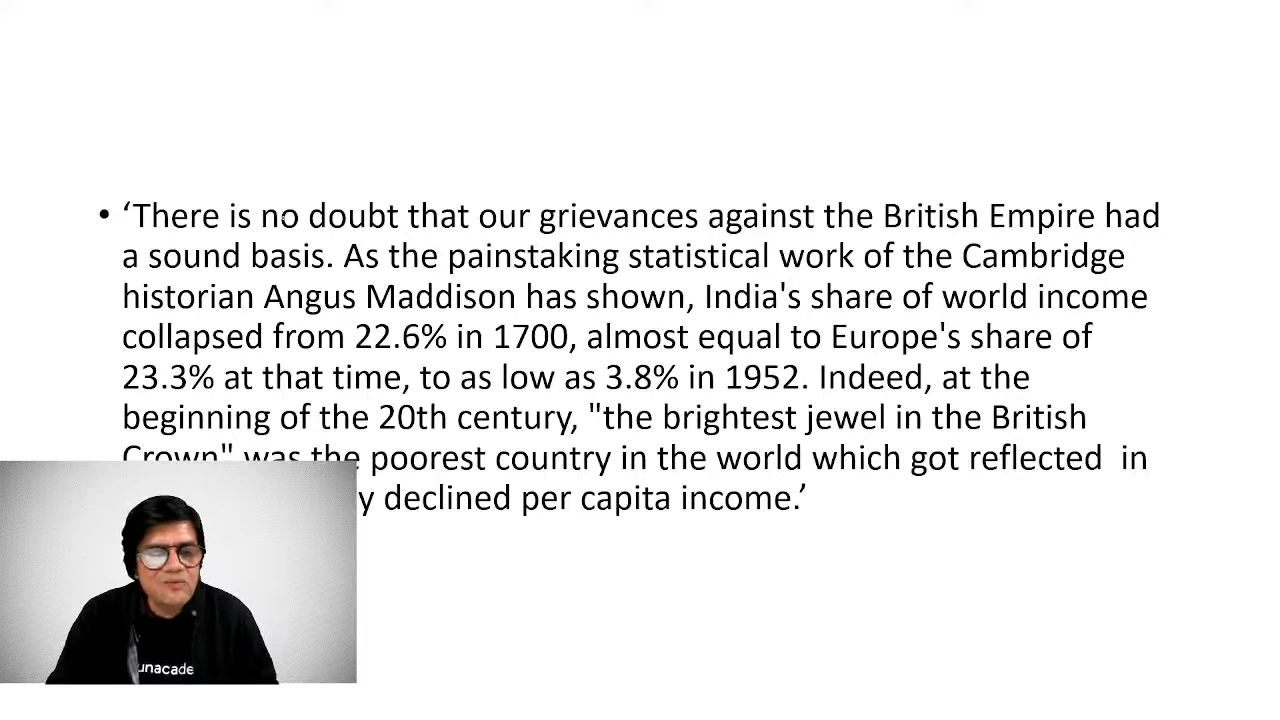 • ‘There is no doubt that our grievances against the British Empire had
a sound basis. As the painstaking statistical work of the Cambridge
historian Angus Maddison has shown, India's share of world income
collapsed from 22.6% in 1700, almost equal to Europe's share of
23.3% at that time, to as low as 3.8% in 1952. Indeed, at the
beginning of the 20th century, "the brightest jewel in the British
Crown" was the poorest country in the world which got reflected in
y declined per capita income.’
unacade